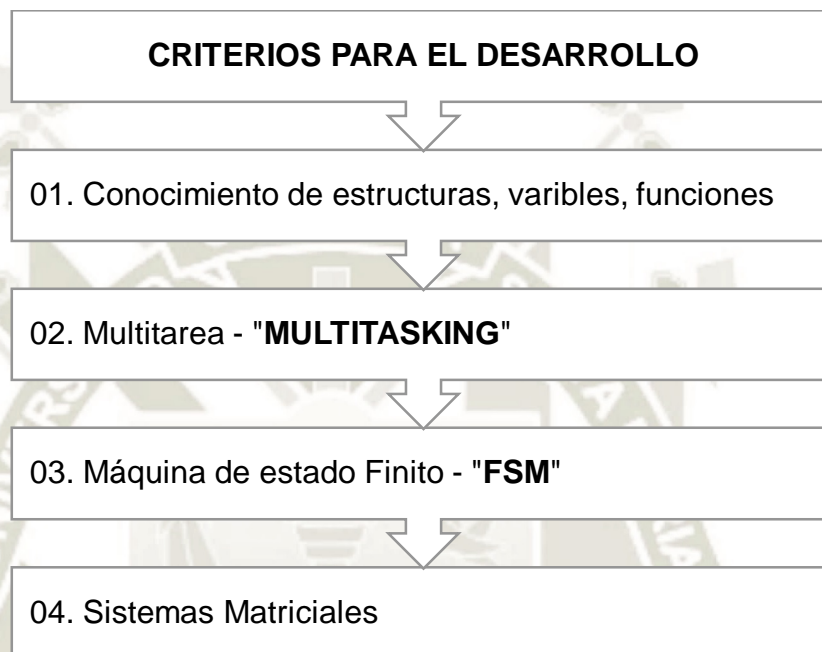 CRITERIOS PARA EL DESARROLLO
01. Conocimiento de estructuras, varibles, funciones
02. Multitarea - "MULTITASKING"
03. Máquina de estado Finito - "FSM"
04. Sistemas Matriciales